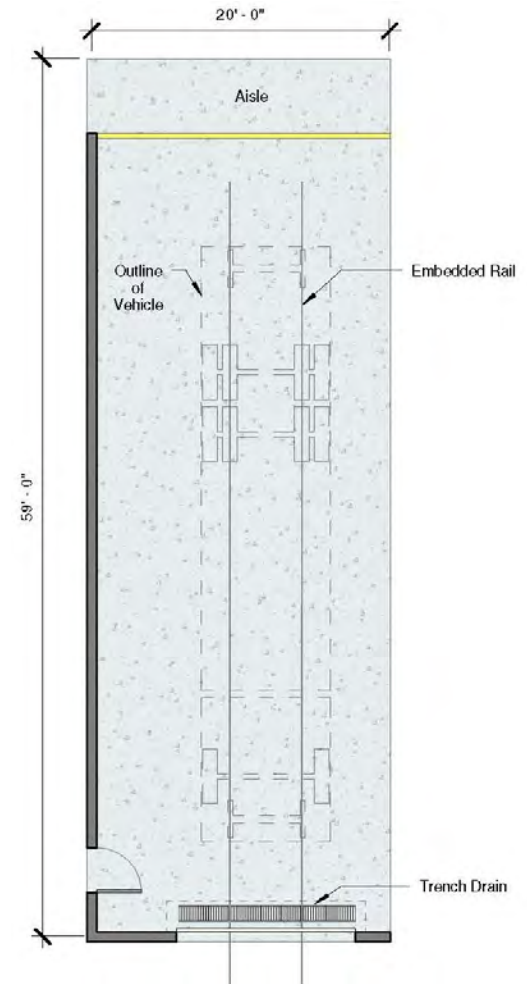 20' - 0"
Aisle
Outline
of
Vehicle
Embedded Rail
59' - 0"
Trench Drain